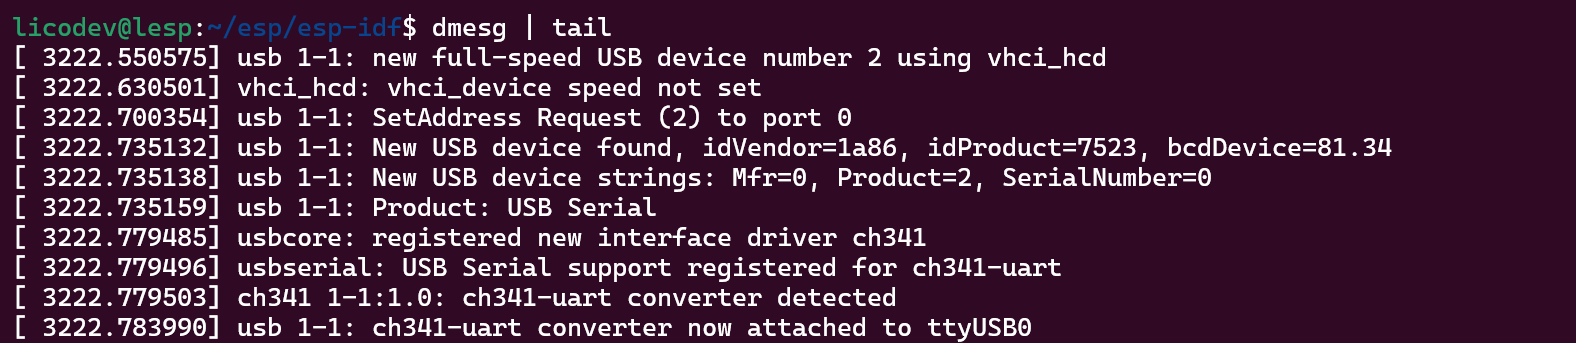 licodev@lesp:~/esp/esp-idf$ dmesg | tail
[ 3222.550575] usb 1-1: new full-speed USB device number 2 using vhci_hcd
[ 3222.630501] vhci_hcd: vhci_device speed not set
[ 3222.700354] usb 1-1: SetAddress Request (2) to port 0
[ 3222.735132] usb 1-1: New USB device found, idVendor=1a86, idProduct=7523, bcdDevice=81.34
[ 3222.735138] usb 1-1: New USB device strings: Mfr=0, Product=2, SerialNumber=0
[ 3222.735159] usb 1-1: Product: USB Serial
[ 3222.779485] usbcore: registered new interface driver ch341
[ 3222.779496] usbserial: USB Serial support registered for ch341-uart
[ 3222.779503] ch341 1-1:1.0: ch341-uart converter detected
[ 3222.783990] usb 1-1: ch341-uart converter now attached to ttyUSB0